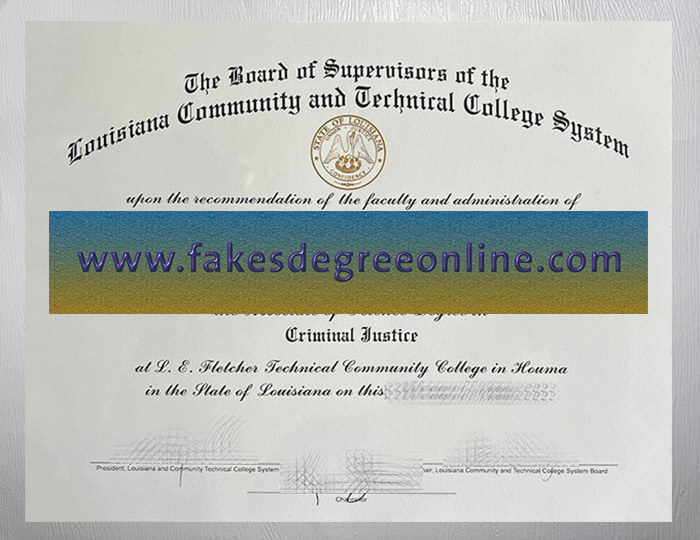 The Board of Supervisors of the
Louisiana Community and Technical College System
STATE OF LOUISIANA
UNION JUSTICE
CONFIDENCE
upon the recommendation of the faculty and administration of
www.fakesdegreeonline.com
Criminal Justice
at L. E. Fletcher Technical Community College in Houma
in the State of Louisiana on this
President, Louisiana and Community Technical College System
Chair, Louisiana Community and Technical College System Board